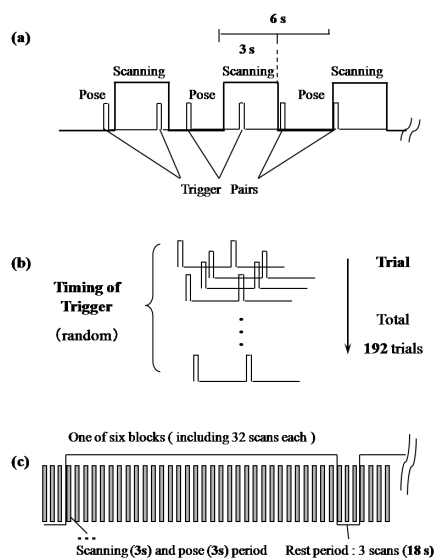 6 s
(a)
3 s
Scanning Scanning Scanning
Pose Pose Pose
Trigger Pairs
(b)
Trial
Timing of
Trigger
(random)
Total
192 trials
One of six blocks ( including 32 scans each )
(c)
Scanning (3s) and pose (3s) period Rest period : 3 scans (18 s)